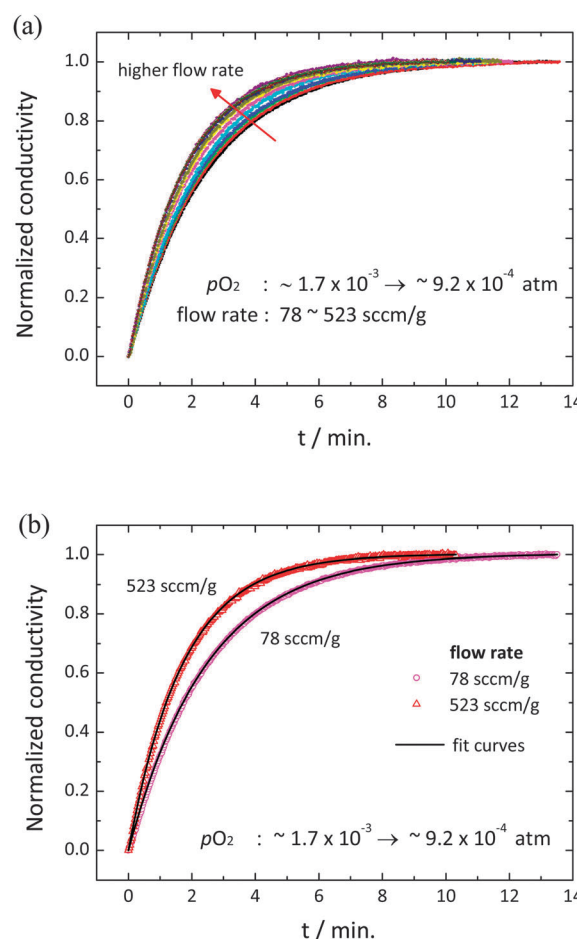 (a)
higher flow rate
Normalized conductivity
1.0
0.8
0.6
0.4
0.2
0.0
pO₂ : ~ 1.7 x 10⁻³ → ~ 9.2 x 10⁻⁴ atm
flow rate : 78 ~ 523 sccm/g
0 2 4 6 8 10 12 14
t / min.
(b)
Normalized conductivity
1.0
0.8
0.6
0.4
0.2
0.0
523 sccm/g
78 sccm/g
flow rate
78 sccm/g
523 sccm/g
fit curves
pO₂ : ~ 1.7 x 10⁻³ → ~ 9.2 x 10⁻⁴ atm
0 2 4 6 8 10 12 14
t / min.